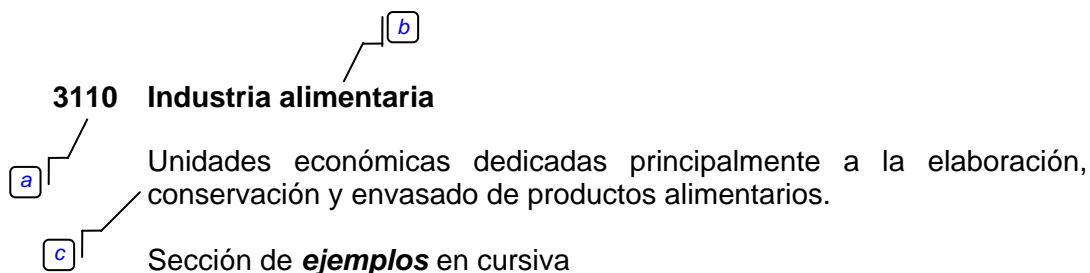 b
3110 Industria alimentaria
a
Unidades económicas dedicadas principalmente a la elaboración,
conservación y envasado de productos alimentarios.
c
Sección de ejemplos en cursiva